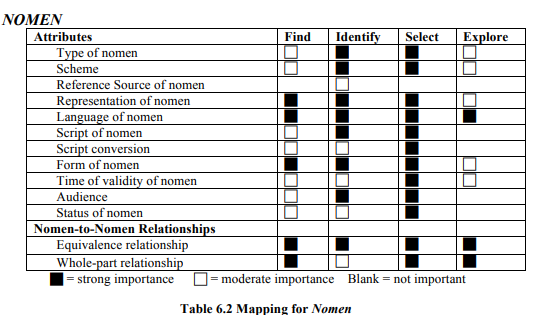 NOMEN
Attributes Find Identify Select Explore
Type of nomen
Scheme
Reference Source of nomen
Representation of nomen
Language of nomen
Script of nomen
Script conversion
Form of nomen
Time of validity of nomen
Audience
Status of nomen
Nomen-to-Nomen Relationships
Equivalence relationship
Whole-part relationship
= strong importance = moderate importance Blank = not important
Table 6.2 Mapping for Nomen